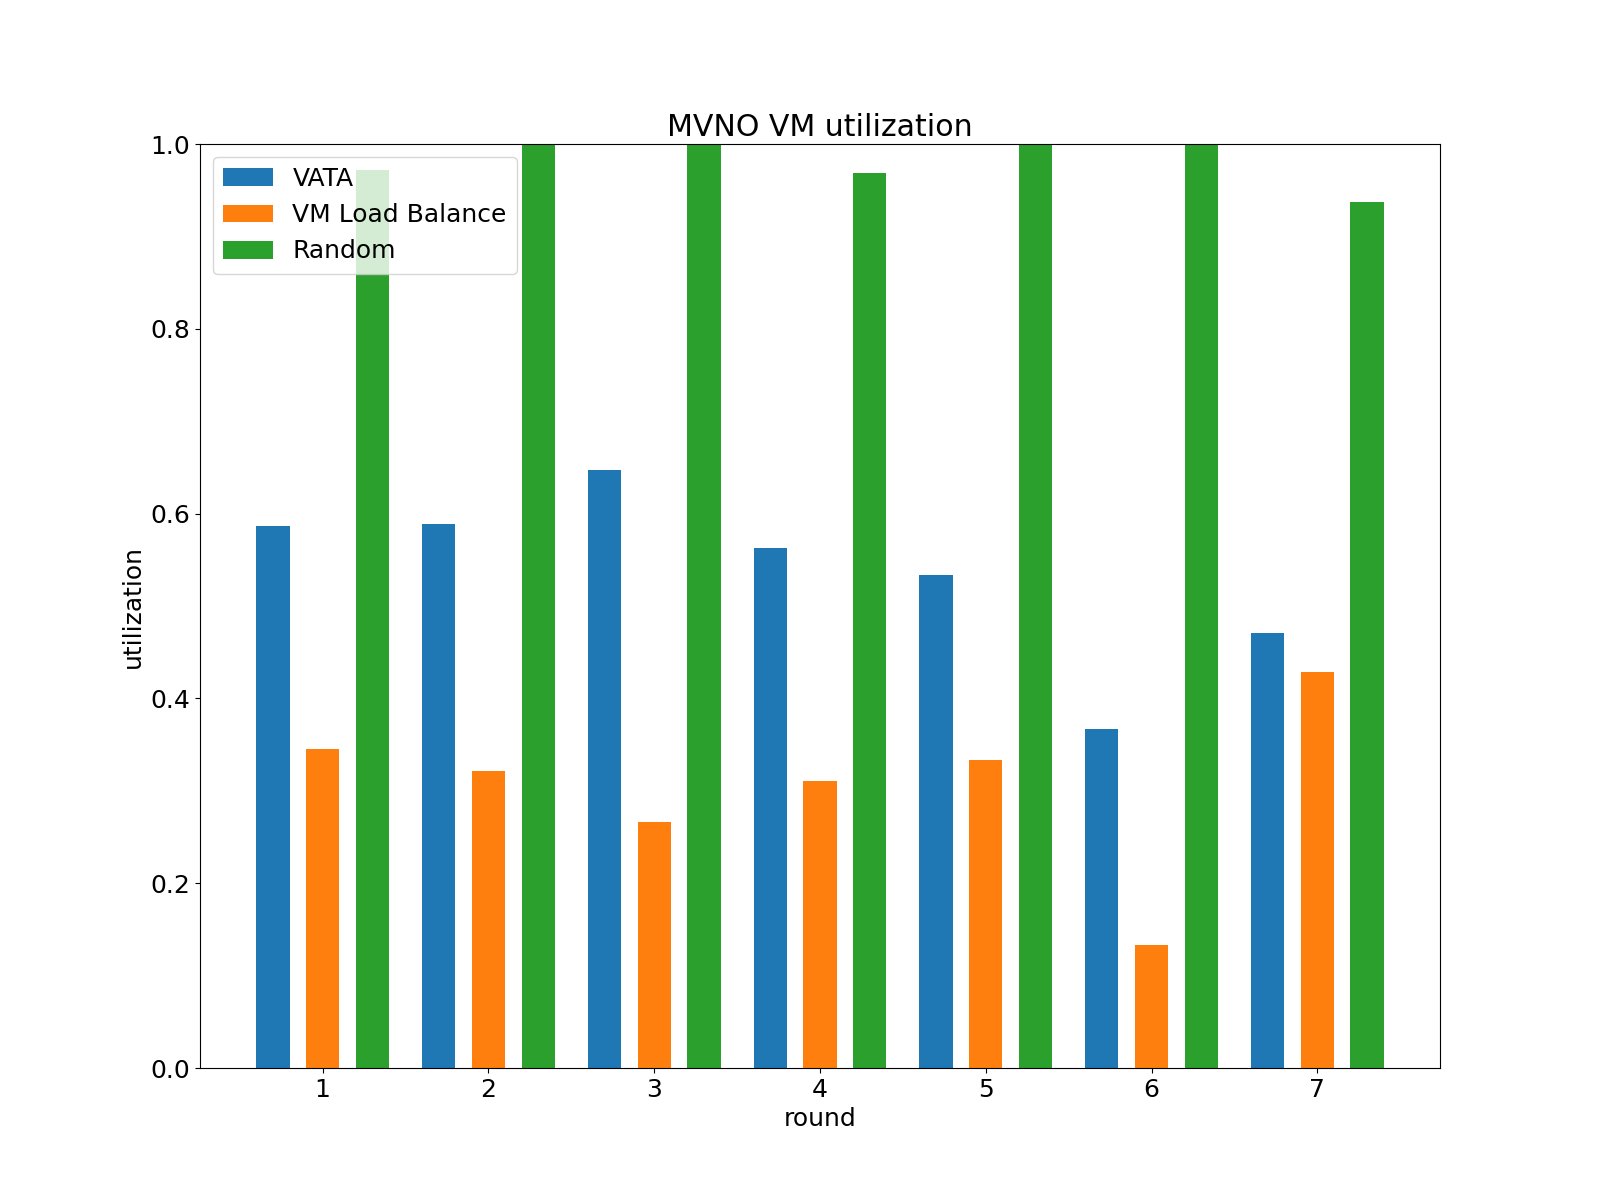 MVNO VM utilization
1.0
0.8
0.6
0.4
0.2
0.0
utilization
VATA
VM Load Balance
Random
1 2 3 4 5 6 7
round